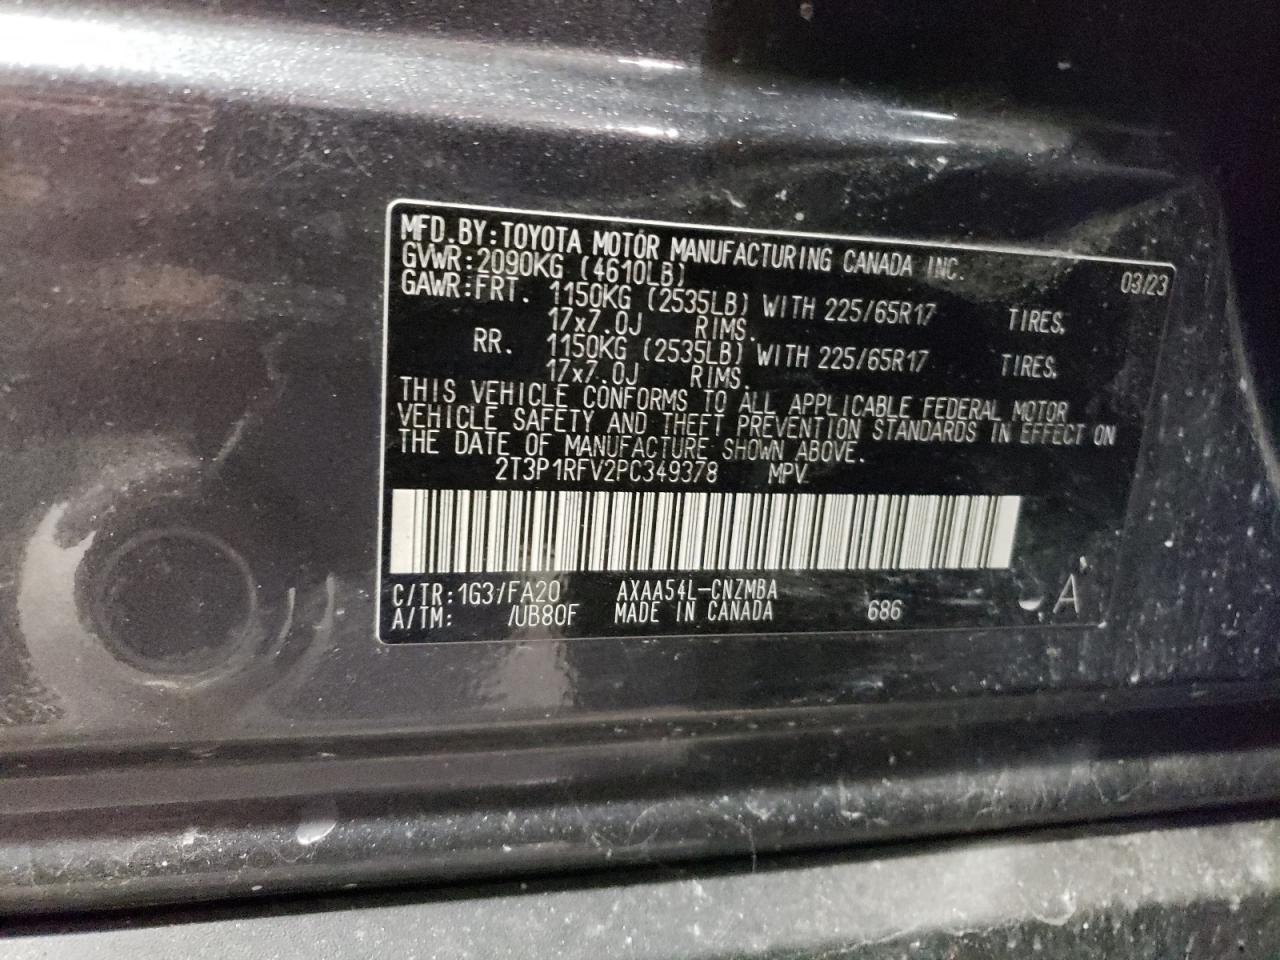 MFD.BY:TOYOTA MOTOR MANUFACTURING CANADA INC.
GVWR:2090KG (4610LB) 03/23
GAWR:FRT. 1150KG (2535LB) WITH 225/65R17 TIRES.
17x7.0J RIMS.
RR. 1150KG (2535LB) WITH 225/65R17 TIRES.
17x7.0J RIMS.
THIS VEHICLE CONFORMS TO ALL APPLICABLE FEDERAL MOTOR
VEHICLE SAFETY AND THEFT PREVENTION STANDARDS IN EFFECT ON
THE DATE OF MANUFACTURE SHOWN ABOVE.
2T3P1RFV2PC349378 MPV
C/TR:1G3/FA20 AXAA54L-CNZMBA
A/TM: /UB80F MADE IN CANADA 686 A